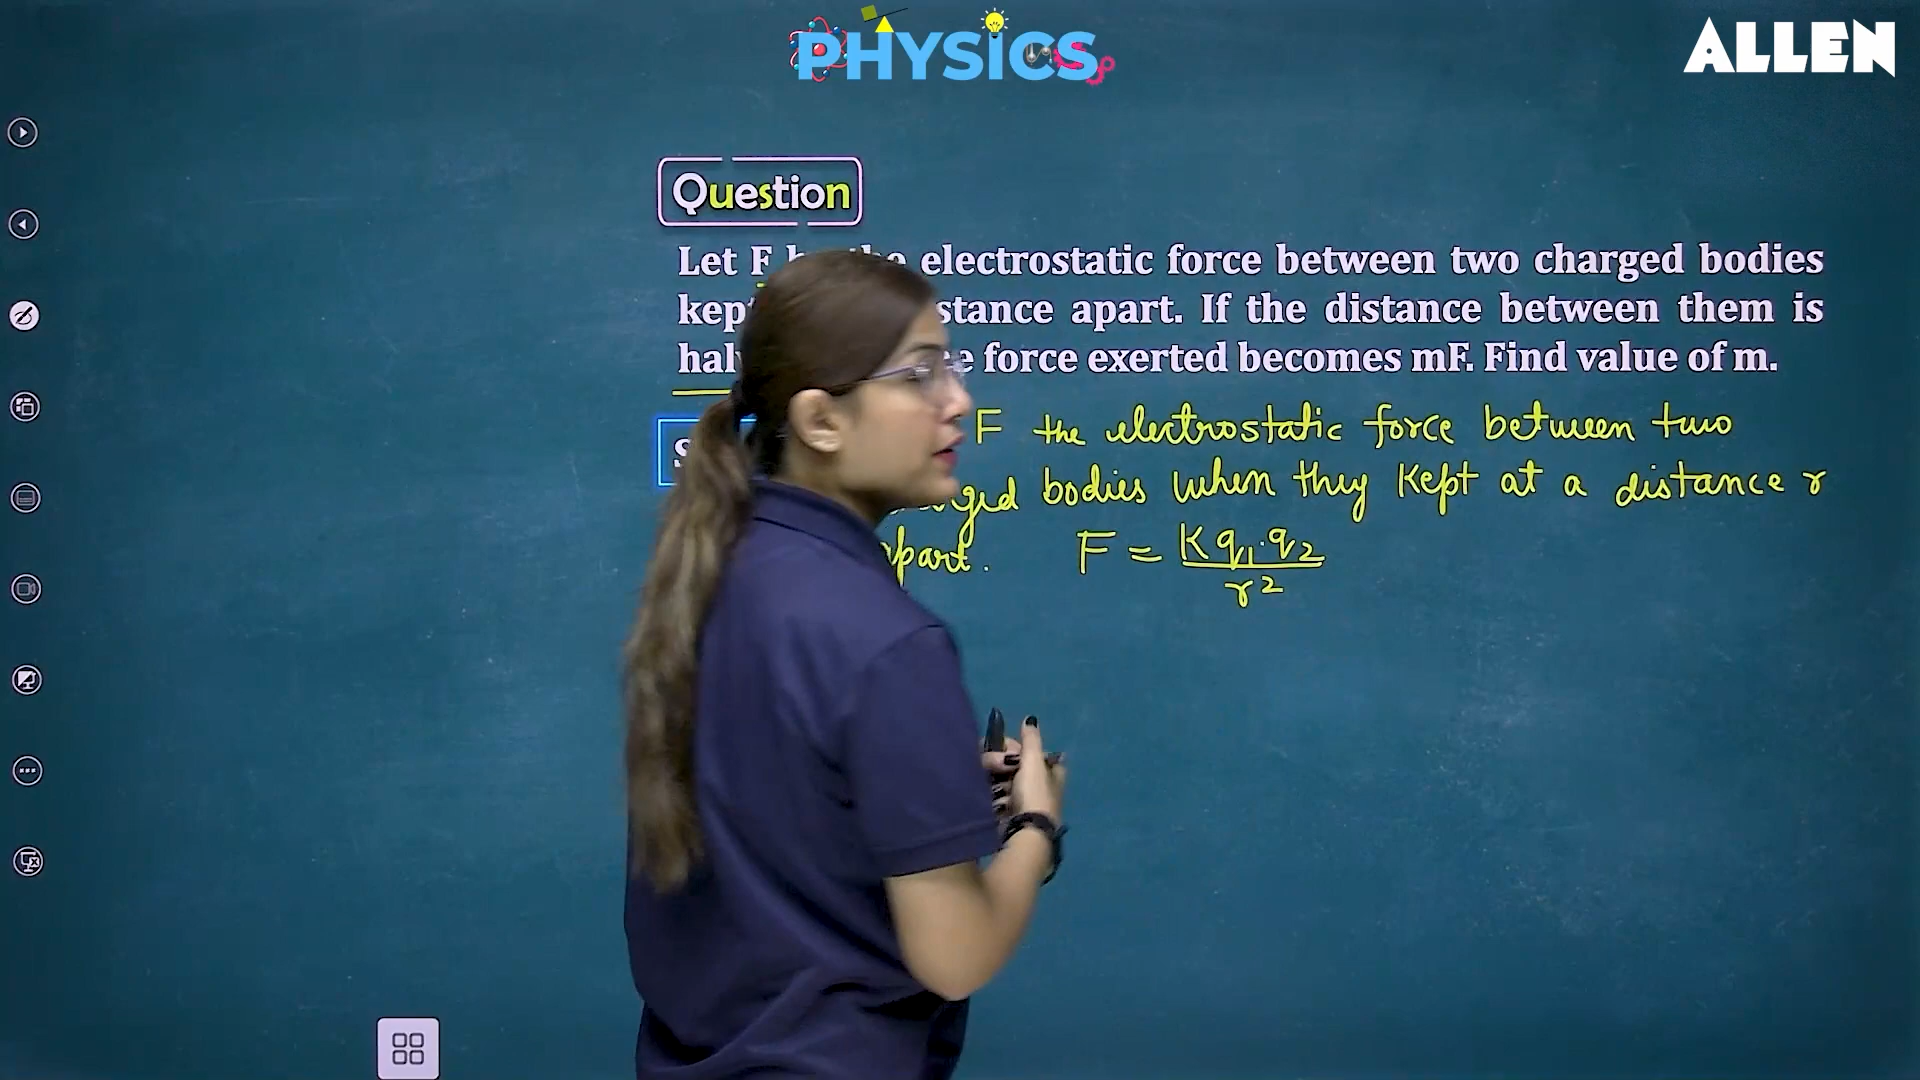 PHYSICS
ALLEN
Question
Let F the electrostatic force between two charged bodies
apart. If the distance between them is
force exerted becomes mF. Find value of m.
F the electrostatic force between two
bodies when they kept at a distance r
apart. F = Kq1.q2
r2